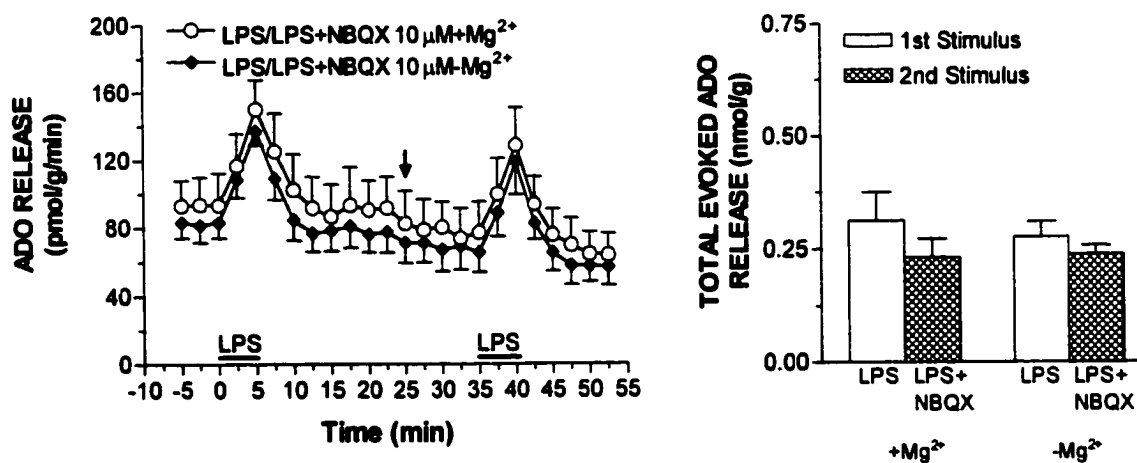 LPS/LPS+NBQX 10 μM+Mg²⁺
LPS/LPS+NBQX 10 μM-Mg²⁺
ADO RELEASE
(pmol/g/min)
200
160
120
80
40
0
LPS
LPS
-10 -5 0 5 10 15 20 25 30 35 40 45 50 55
Time (min)
1st Stimulus
2nd Stimulus
TOTAL EVOKED ADO
RELEASE (nmol/g)
0.75
0.50
0.25
0.00
LPS LPS+ LPS LPS+
NBQX NBQX
+Mg²⁺ -Mg²⁺